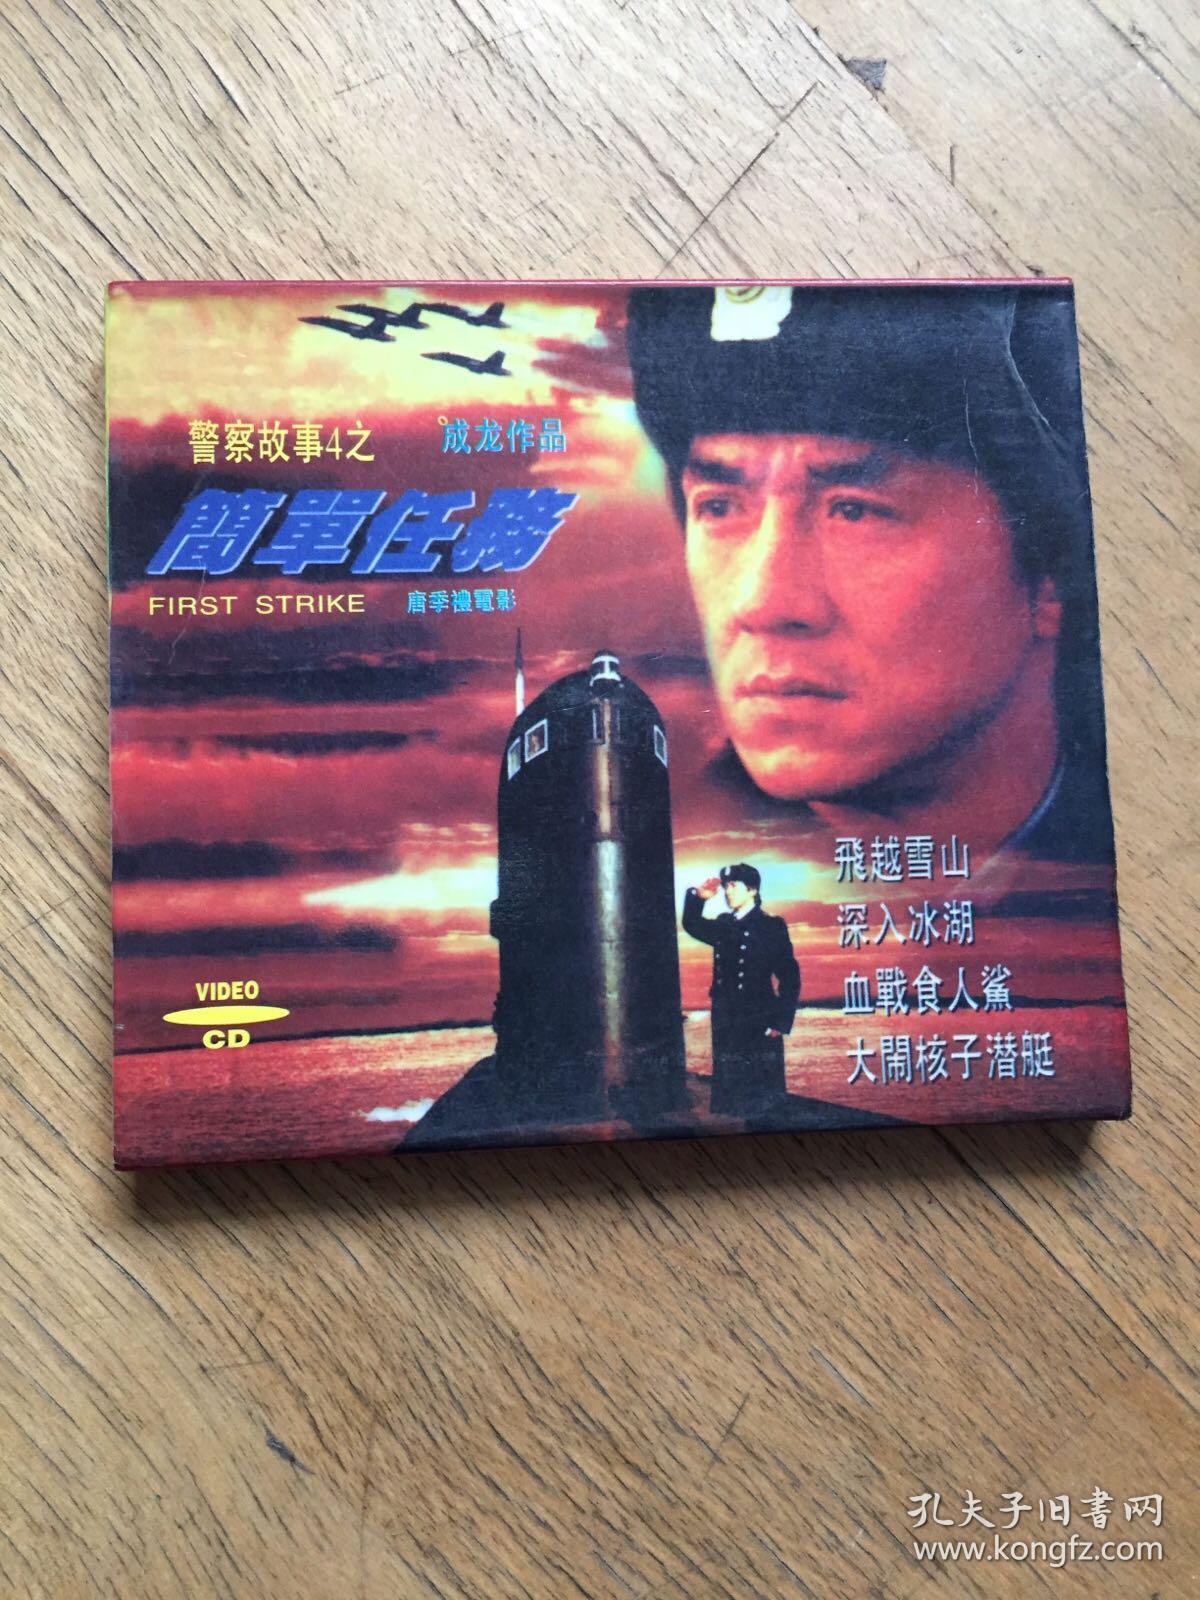 警察故事4之
成龙作品
簡單任務
FIRST STRIKE
唐季禮電影
飛越雪山
深入冰湖
血戰食人鯊
大鬧核子潜艇
VIDEO
CD
孔夫子旧书网
www.kongfz.com